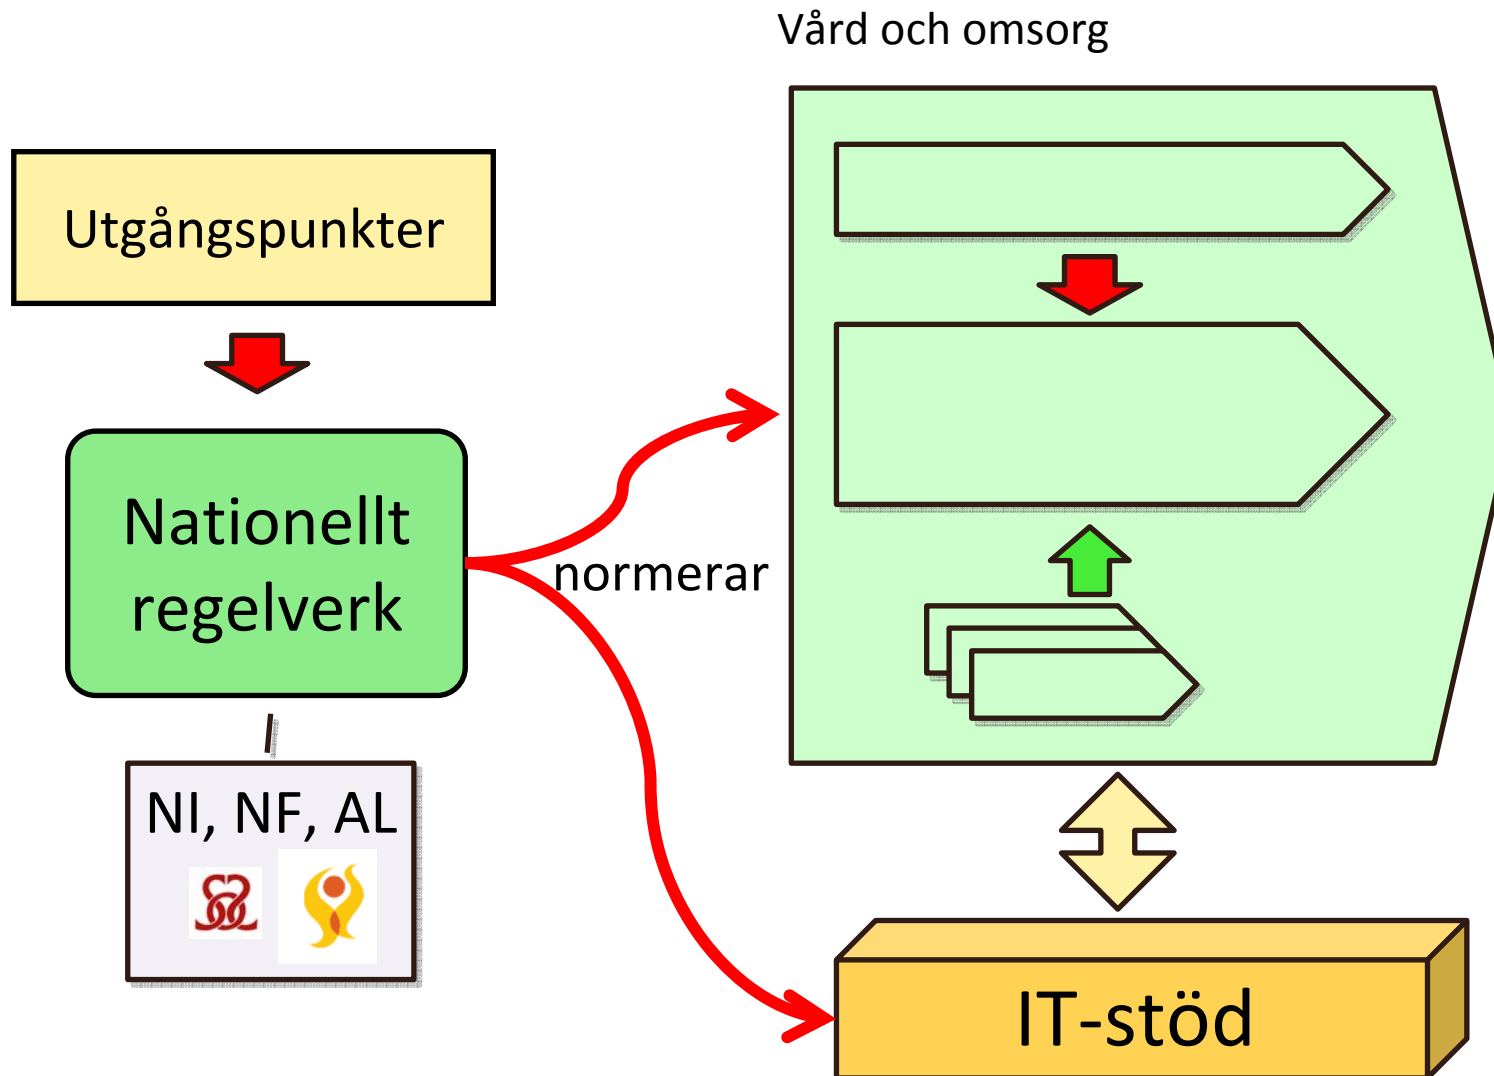 Vård och omsorg
Utgångspunkter
Nationellt
regelverk
normerar
NI, NF, AL
IT-stöd